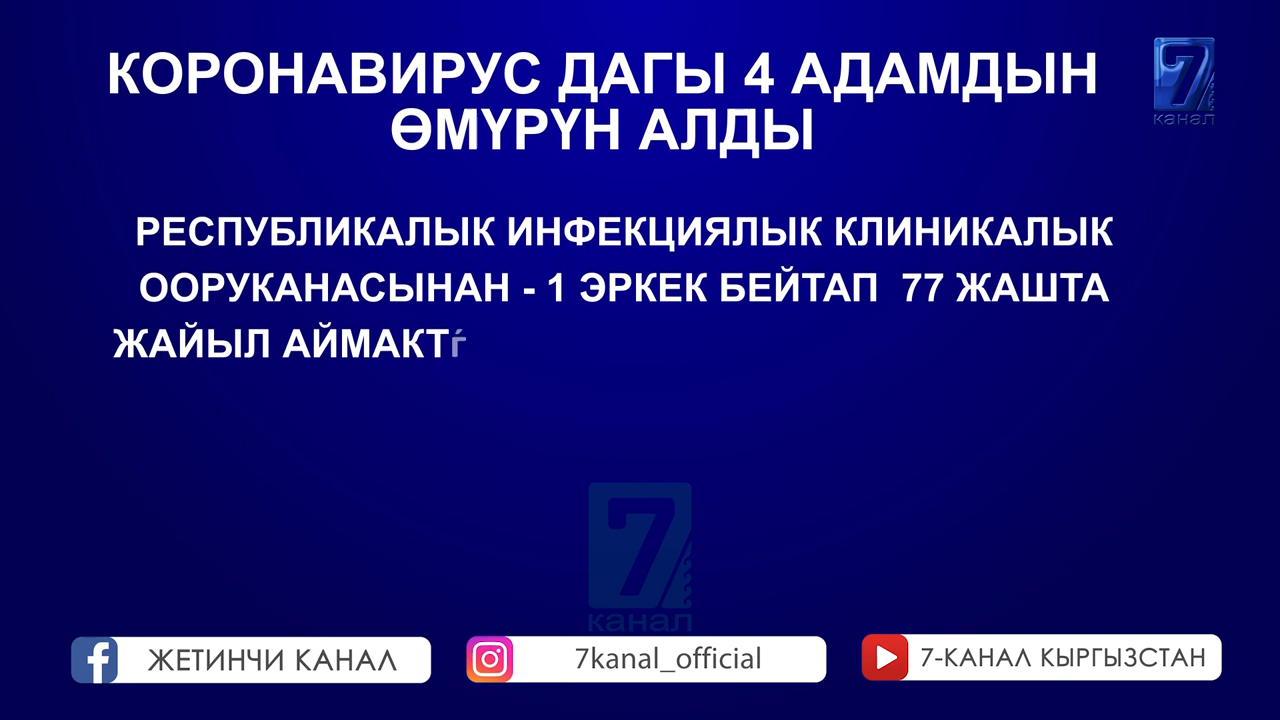 КОРОНАВИРУС ДАГЫ 4 АДАМДЫН
ӨМҮРҮН АЛДЫ
7
канал
РЕСПУБЛИКАЛЫК ИНФЕКЦИЯЛЫК КЛИНИКАЛЫК
ООРУКАНАСЫНАН - 1 ЭРКЕК БЕЙТАП 77 ЖАШТА
ЖАЙЫЛ АЙМАКТ
7
канал
ЖЕТИНЧИ КАНАЛ
7kanal_official
7-КАНАЛ КЫРГЫЗСТАН